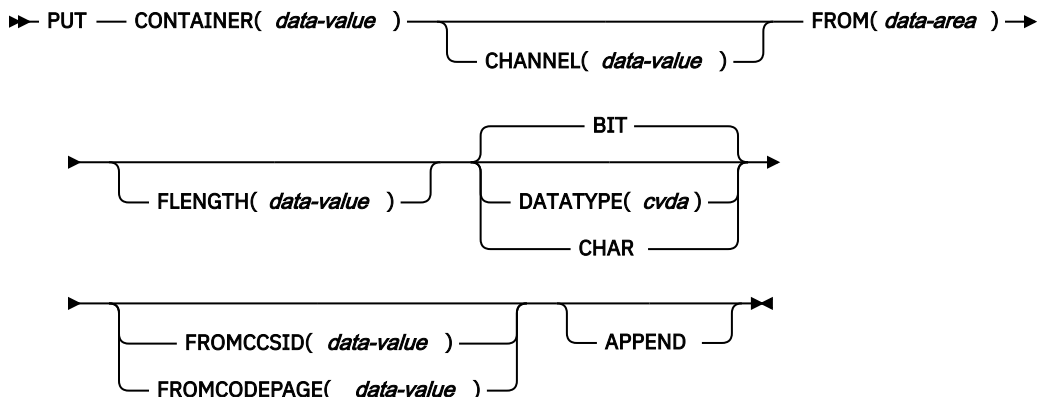 PUT CONTAINER( data-value ) FROM( data-area )
CHANNEL( data-value )
BIT
FLENGTH( data-value ) DATATYPE( cvda )
CHAR
FROMCCSID( data-value ) APPEND
FROMCODEPAGE( data-value )